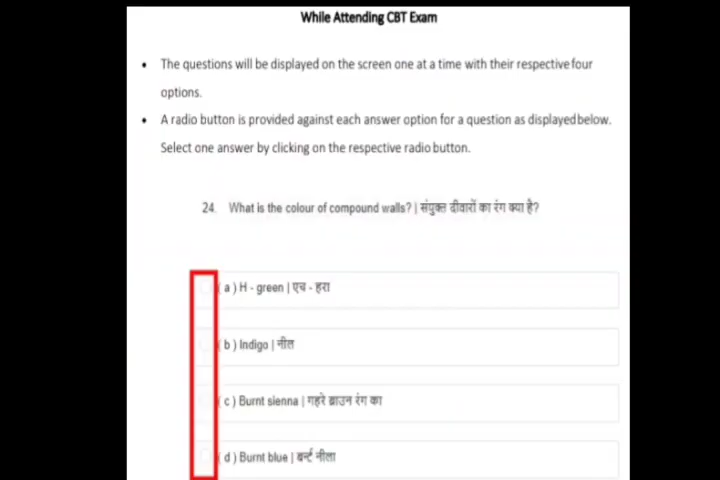 While Attending CBT Exam
• The questions will be displayed on the screen one at a time with their respective four
options.
• A radio button is provided against each answer option for a question as displayed below.
Select one answer by clicking on the respective radio button.
24. What is the colour of compound walls? | संयुक्त दीवारों का रंग क्या है?
( a ) H - green | एच - हरा
( b ) Indigo | नील
( c ) Burnt sienna | गहरे ब्राउन रंग का
( d ) Burnt blue | बर्न्ट नीला